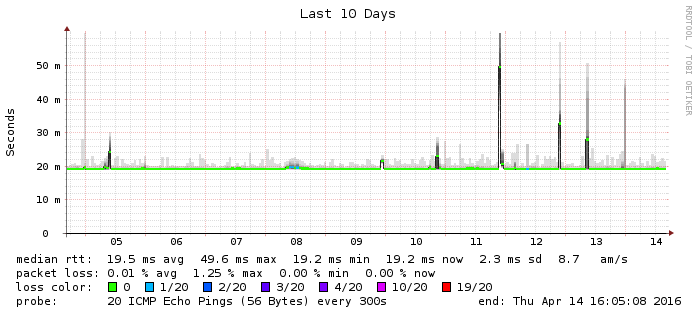 Last 10 Days
RRDTOOL / TOBI OETIKER
Seconds
50 m
40 m
30 m
20 m
10 m
0
05 06 07 08 09 10 11 12 13 14
median rtt: 19.5 ms avg 49.6 ms max 19.2 ms min 19.2 ms now 2.3 ms sd 8.7 am/s
packet loss: 0.01 % avg 1.25 % max 0.00 % min 0.00 % now
loss color: 0 1/20 2/20 3/20 4/20 10/20 19/20
probe: 20 ICMP Echo Pings (56 Bytes) every 300s end: Thu Apr 14 16:05:08 2016